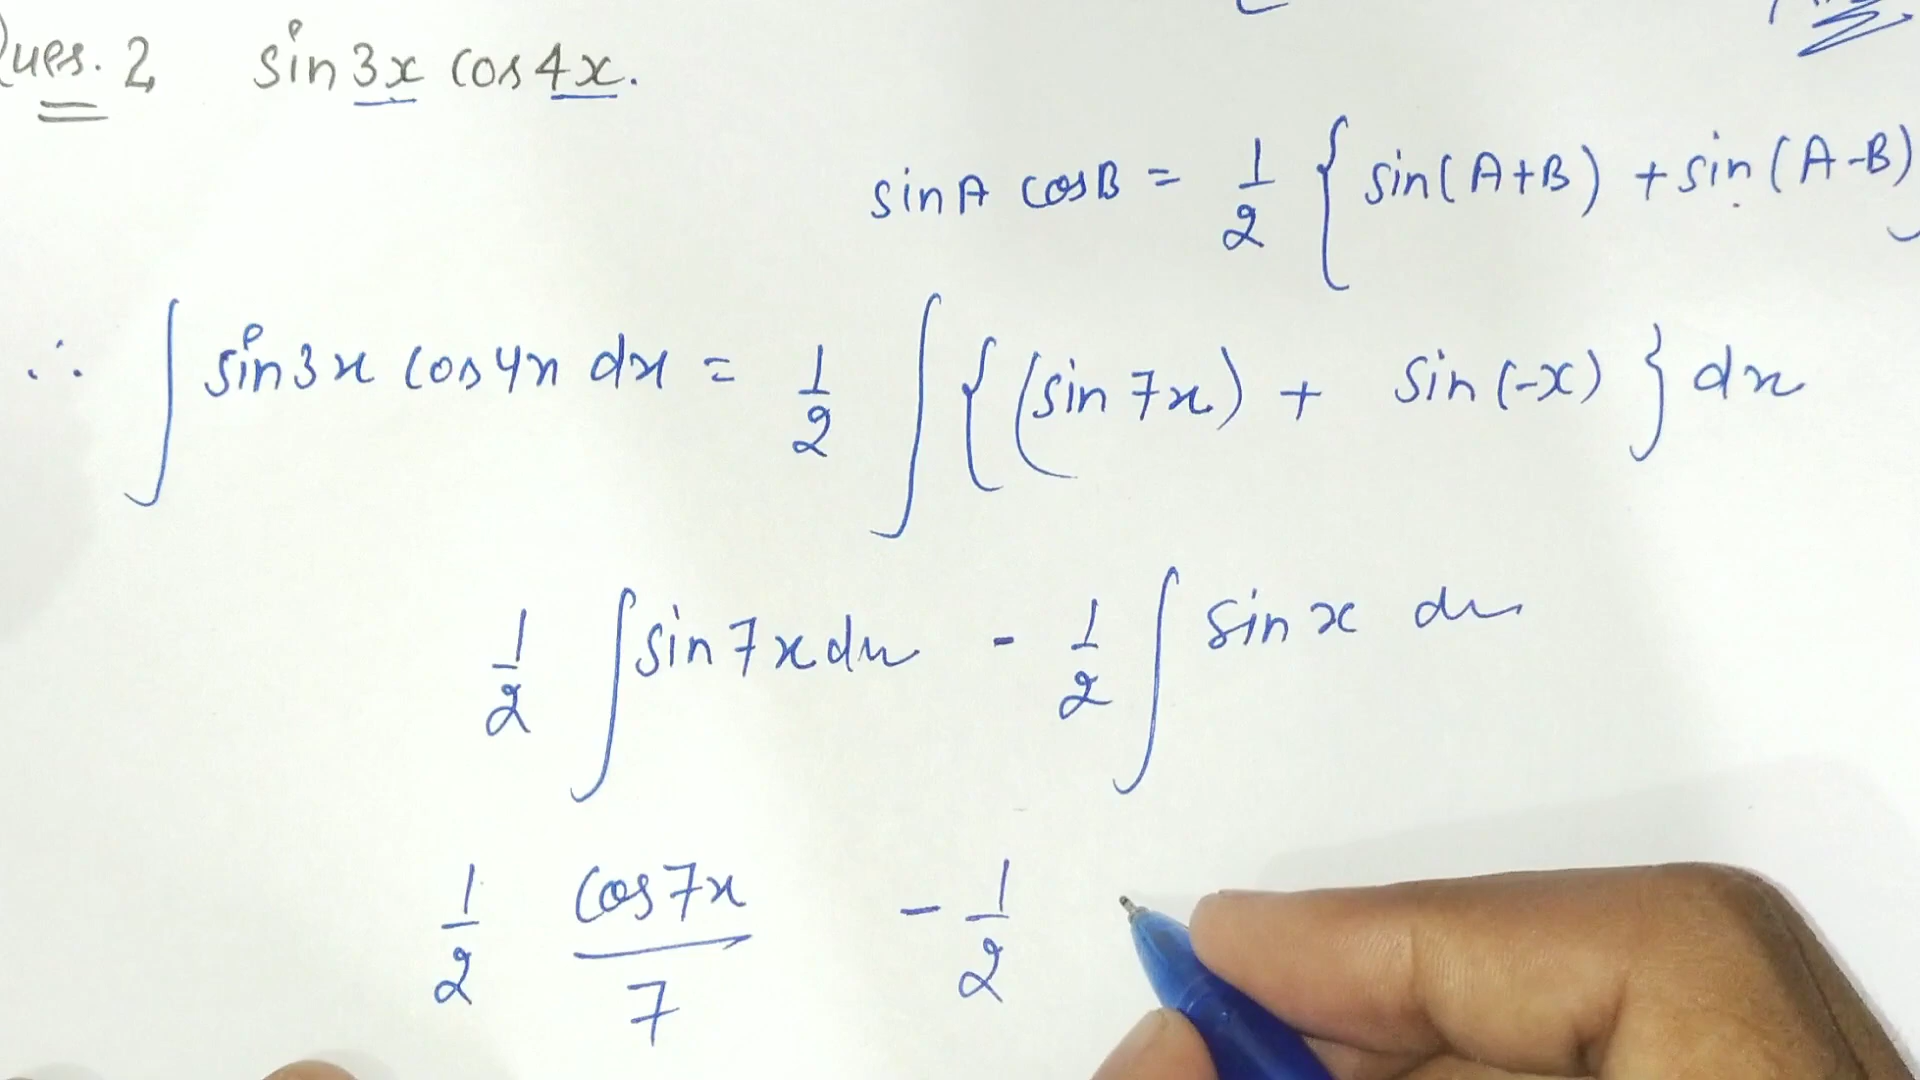 Ques. 2 sin 3x cos 4x.
sin A cos B = 1/2 { sin(A+B) + sin(A-B)
∴ ∫ sin 3x cos 4x dx = 1/2 ∫ { (sin 7x) + sin(-x) } dx
1/2 ∫ sin 7x dx - 1/2 ∫ sin x dx
1/2 cos 7x / 7 - 1/2